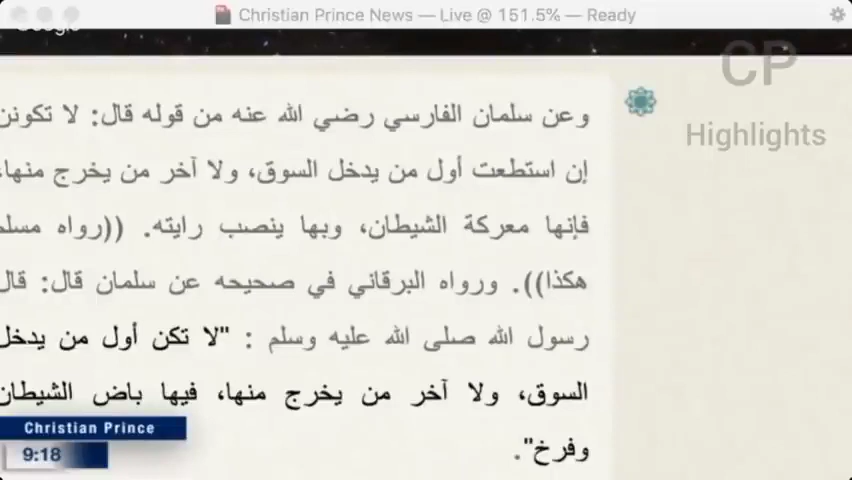 Christian Prince News — Live @ 151.5% — Ready
Google
CP
Highlights
وعن سلمان الفارسي رضي الله عنه من قوله قال: لا تكونن
إن استطعت أول من يدخل السوق، ولا آخر من يخرج منها،
فإنها معركة الشيطان، وبها ينصب رايته. ((رواه مسلم
هكذا)). ورواه البرقاني في صحيحه عن سلمان قال: قال
رسول الله صلى الله عليه وسلم : "لا تكن أول من يدخل
السوق، ولا آخر من يخرج منها، فيها باض الشيطان
وفرخ".
Christian Prince
9:18